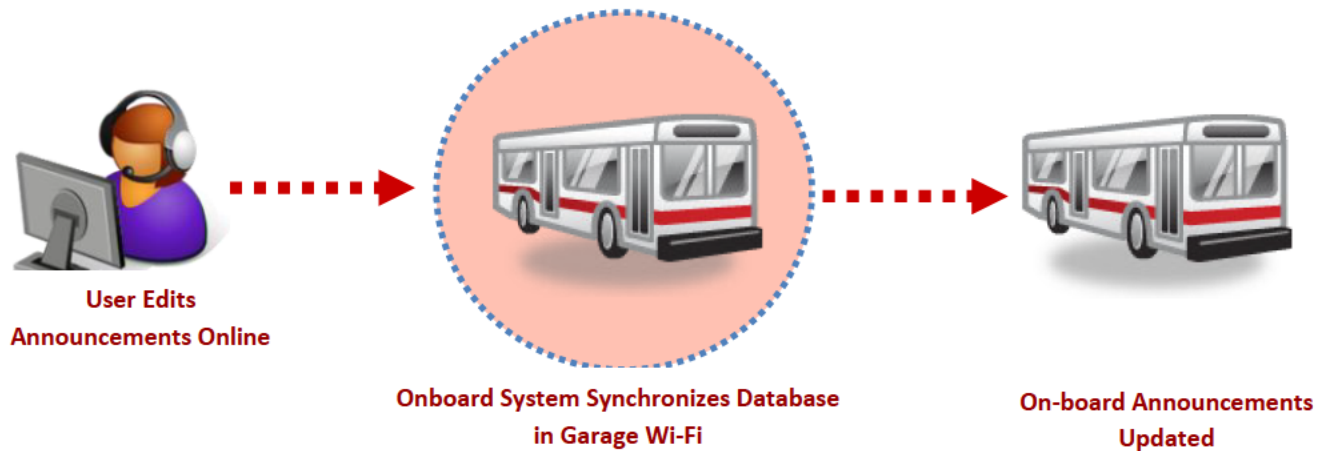 User Edits
Announcements Online
Onboard System Synchronizes Database
in Garage Wi-Fi
On-board Announcements
Updated